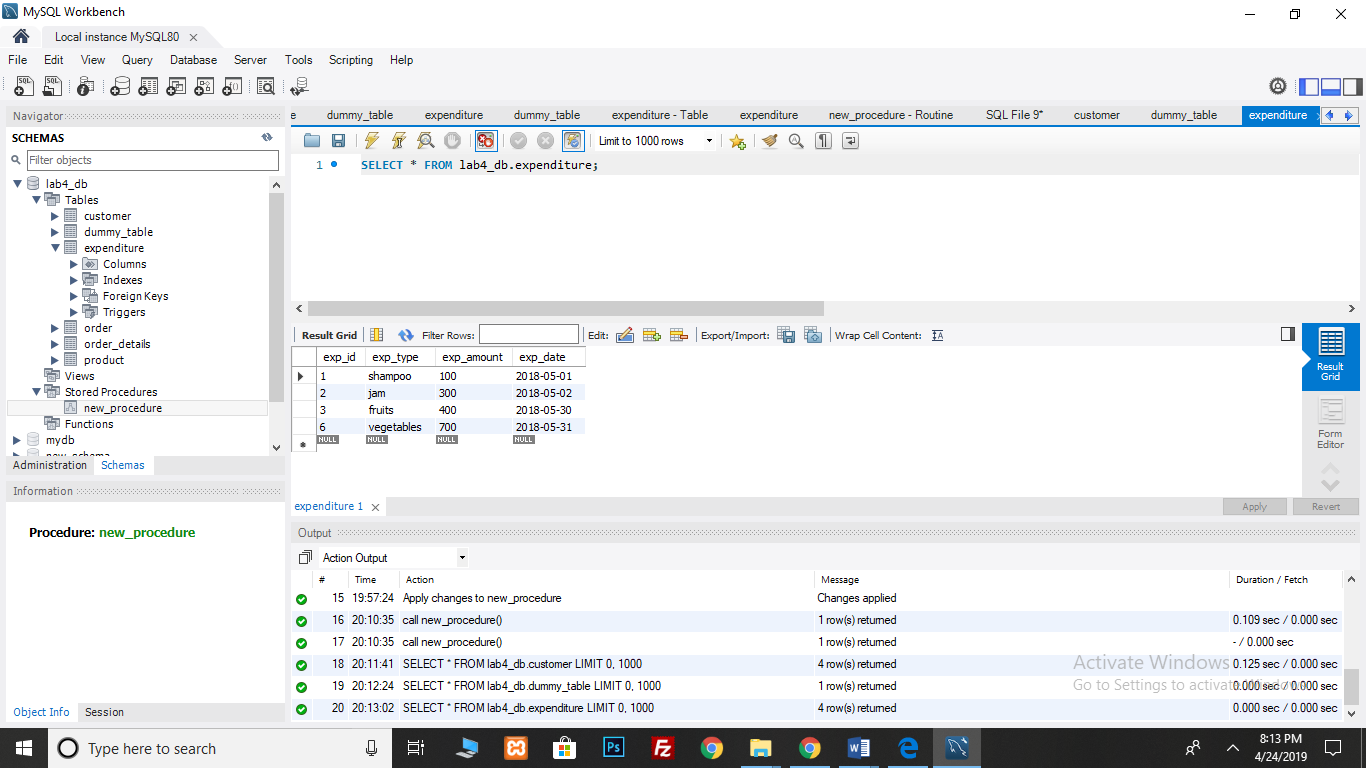 MySQL Workbench
Local instance MySQL80
File Edit View Query Database Server Tools Scripting Help
Navigator
SCHEMAS
Filter objects
lab4_db
Tables
customer
dummy_table
expenditure
Columns
Indexes
Foreign Keys
Triggers
order
order_details
product
Views
Stored Procedures
new_procedure
Functions
mydb
new_schema
Administration Schemas
Information
Procedure: new_procedure
Object Info Session
e dummy_table expenditure dummy_table expenditure - Table expenditure new_procedure - Routine SQL File 9* customer dummy_table expenditure
Limit to 1000 rows
1 SELECT * FROM lab4_db.expenditure;
Result Grid Filter Rows: Edit: Export/Import: Wrap Cell Content:
exp_id exp_type exp_amount exp_date
1 shampoo 100 2018-05-01
2 jam 300 2018-05-02
3 fruits 400 2018-05-30
6 vegetables 700 2018-05-31
NULL NULL NULL NULL
Result Grid
Form Editor
expenditure 1
Apply Revert
Output
Action Output
# Time Action Message Duration / Fetch
15 19:57:24 Apply changes to new_procedure Changes applied
16 20:10:35 call new_procedure() 1 row(s) returned 0.109 sec / 0.000 sec
17 20:10:35 call new_procedure() 1 row(s) returned - / 0.000 sec
18 20:11:41 SELECT * FROM lab4_db.customer LIMIT 0, 1000 4 row(s) returned 0.125 sec / 0.000 sec
19 20:12:24 SELECT * FROM lab4_db.dummy_table LIMIT 0, 1000 1 row(s) returned 0.000 sec / 0.000 sec
20 20:13:02 SELECT * FROM lab4_db.expenditure LIMIT 0, 1000 4 row(s) returned 0.000 sec / 0.000 sec
Activate Windows
Go to Settings to activate Windows.
Type here to search
8:13 PM
4/24/2019